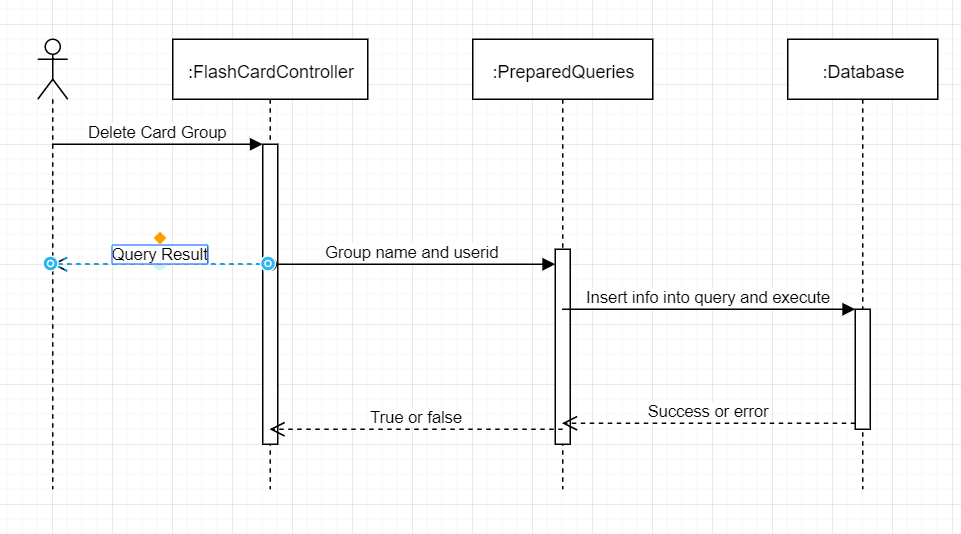 :FlashCardController
:PreparedQueries
:Database
Delete Card Group
Query Result
Group name and userid
Insert info into query and execute
True or false
Success or error